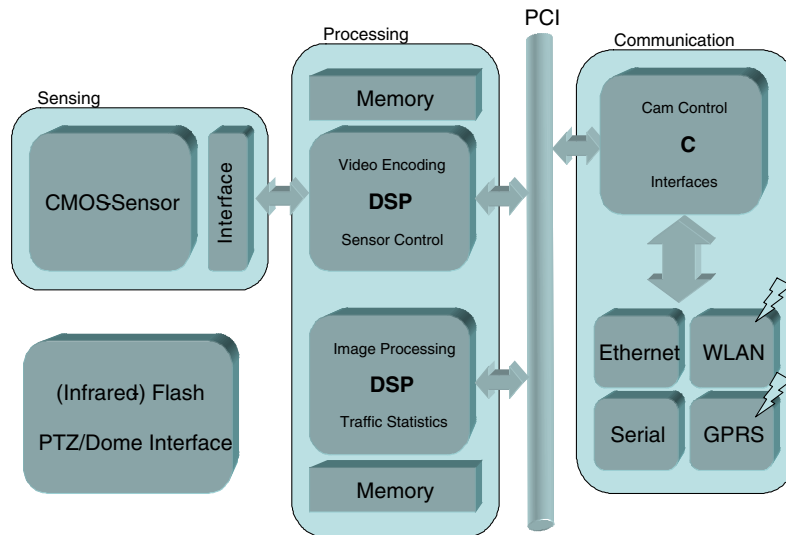 PCI
Processing
Communication
Sensing
Memory
Cam Control
C
Interfaces
CMOS-Sensor
Interface
Video Encoding
DSP
Sensor Control
Image Processing
DSP
Traffic Statistics
Memory
Ethernet
WLAN
Serial
GPRS
(Infrared-) Flash
PTZ/Dome Interface